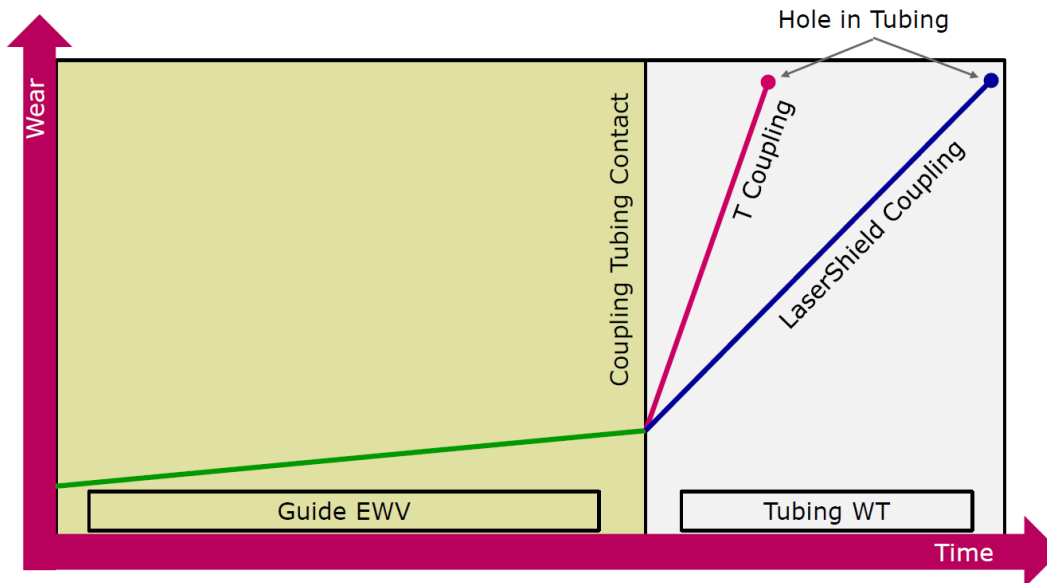 Hole in Tubing
Wear
Coupling Tubing Contact
T Coupling
LaserShield Coupling
Guide EWV
Tubing WT
Time